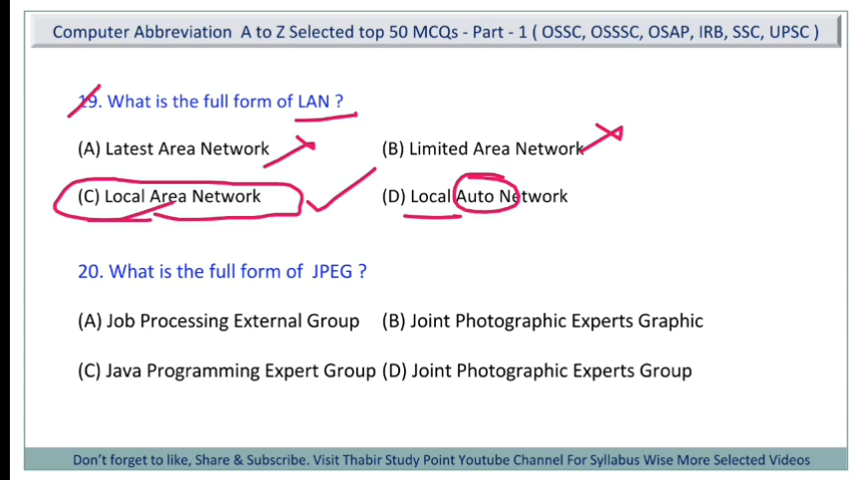 Computer Abbreviation A to Z Selected top 50 MCQs - Part - 1 ( OSSC, OSSSC, OSAP, IRB, SSC, UPSC )
19. What is the full form of LAN ?
(A) Latest Area Network (B) Limited Area Network
(C) Local Area Network (D) Local Auto Network
20. What is the full form of JPEG ?
(A) Job Processing External Group (B) Joint Photographic Experts Graphic
(C) Java Programming Expert Group (D) Joint Photographic Experts Group
Don't forget to like, Share & Subscribe. Visit Thabir Study Point Youtube Channel For Syllabus Wise More Selected Videos